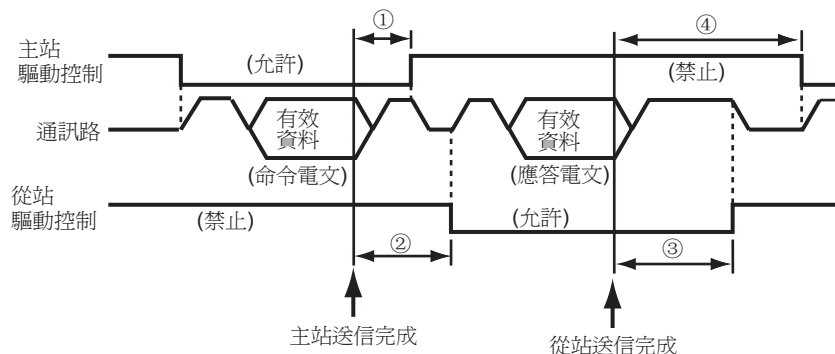 ①
④
主站
驅動控制
(允許)
(禁止)
通訊路
有效
資料
有效
資料
(命令電文)
(應答電文)
從站
驅動控制
(禁止)
(允許)
②
③
主站送信完成
從站送信完成